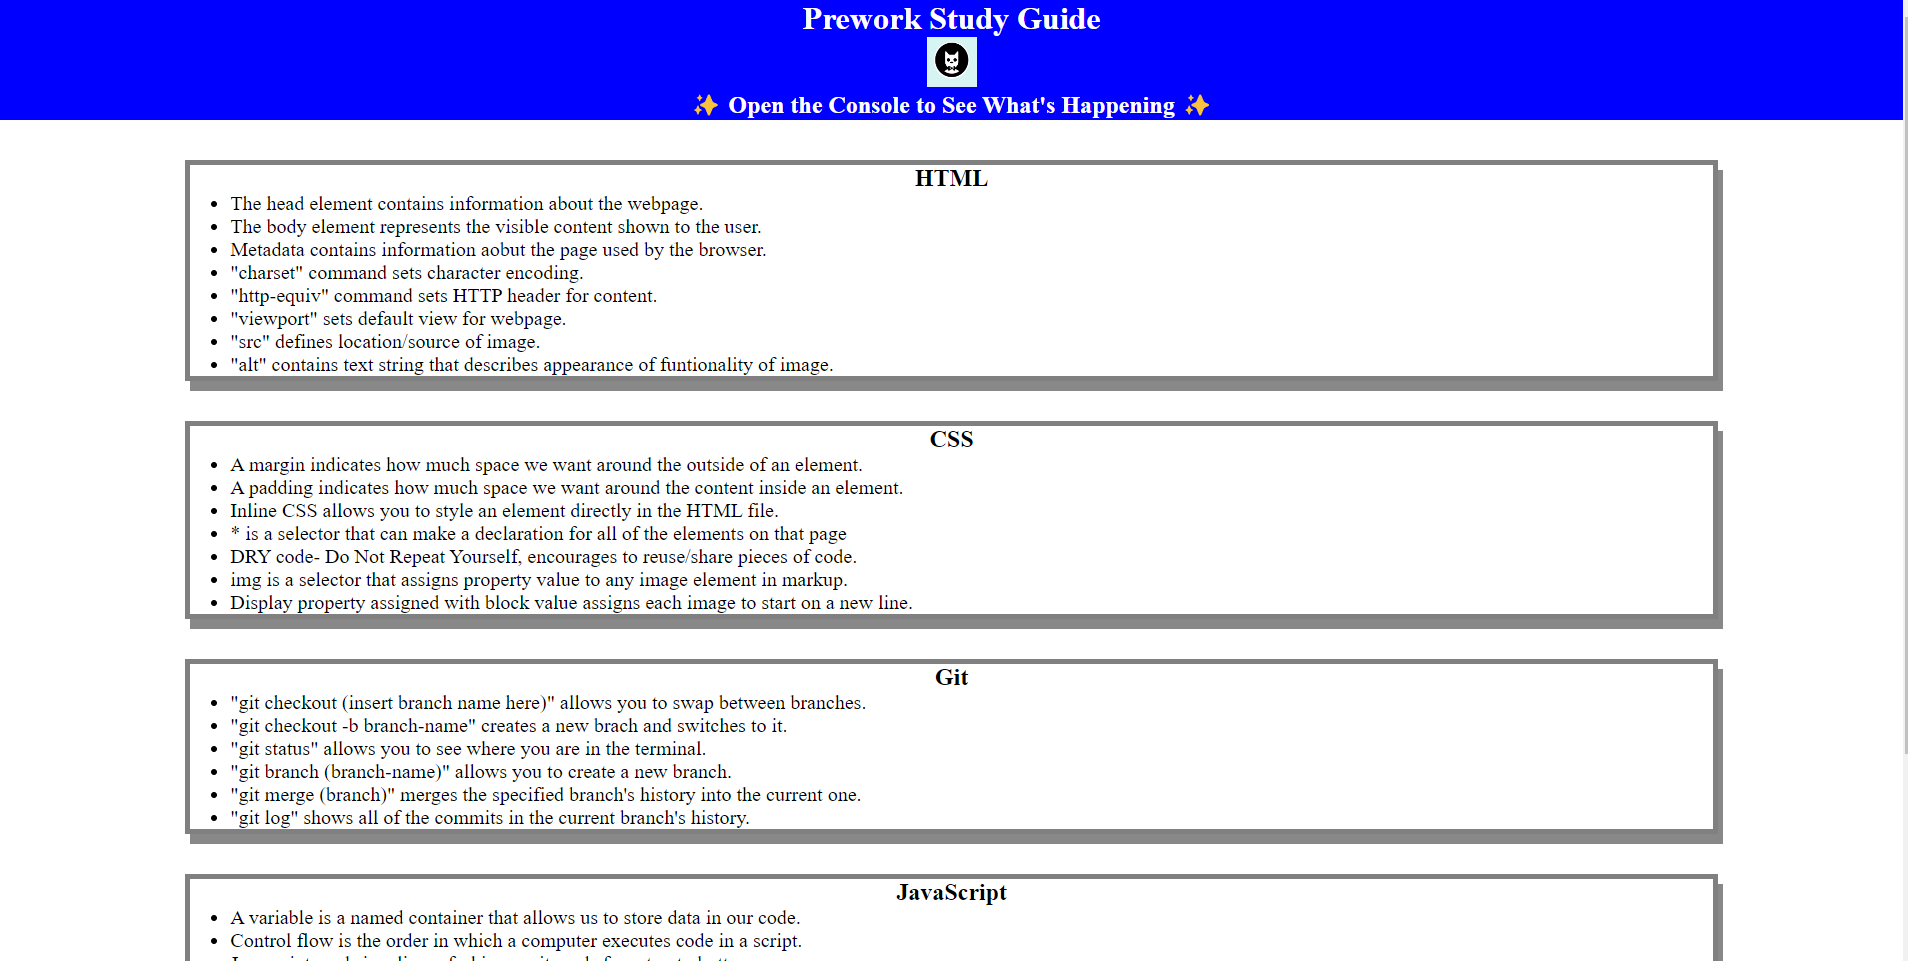 Prework Study Guide
✨ Open the Console to See What's Happening ✨
HTML
• The head element contains information about the webpage.
• The body element represents the visible content shown to the user.
• Metadata contains information aobut the page used by the browser.
• "charset" command sets character encoding.
• "http-equiv" command sets HTTP header for content.
• "viewport" sets default view for webpage.
• "src" defines location/source of image.
• "alt" contains text string that describes appearance of funtionality of image.
CSS
• A margin indicates how much space we want around the outside of an element.
• A padding indicates how much space we want around the content inside an element.
• Inline CSS allows you to style an element directly in the HTML file.
• * is a selector that can make a declaration for all of the elements on that page
• DRY code- Do Not Repeat Yourself, encourages to reuse/share pieces of code.
• img is a selector that assigns property value to any image element in markup.
• Display property assigned with block value assigns each image to start on a new line.
Git
• "git checkout (insert branch name here)" allows you to swap between branches.
• "git checkout -b branch-name" creates a new brach and switches to it.
• "git status" allows you to see where you are in the terminal.
• "git branch (branch-name)" allows you to create a new branch.
• "git merge (branch)" merges the specified branch's history into the current one.
• "git log" shows all of the commits in the current branch's history.
JavaScript
• A variable is a named container that allows us to store data in our code.
• Control flow is the order in which a computer executes code in a script.